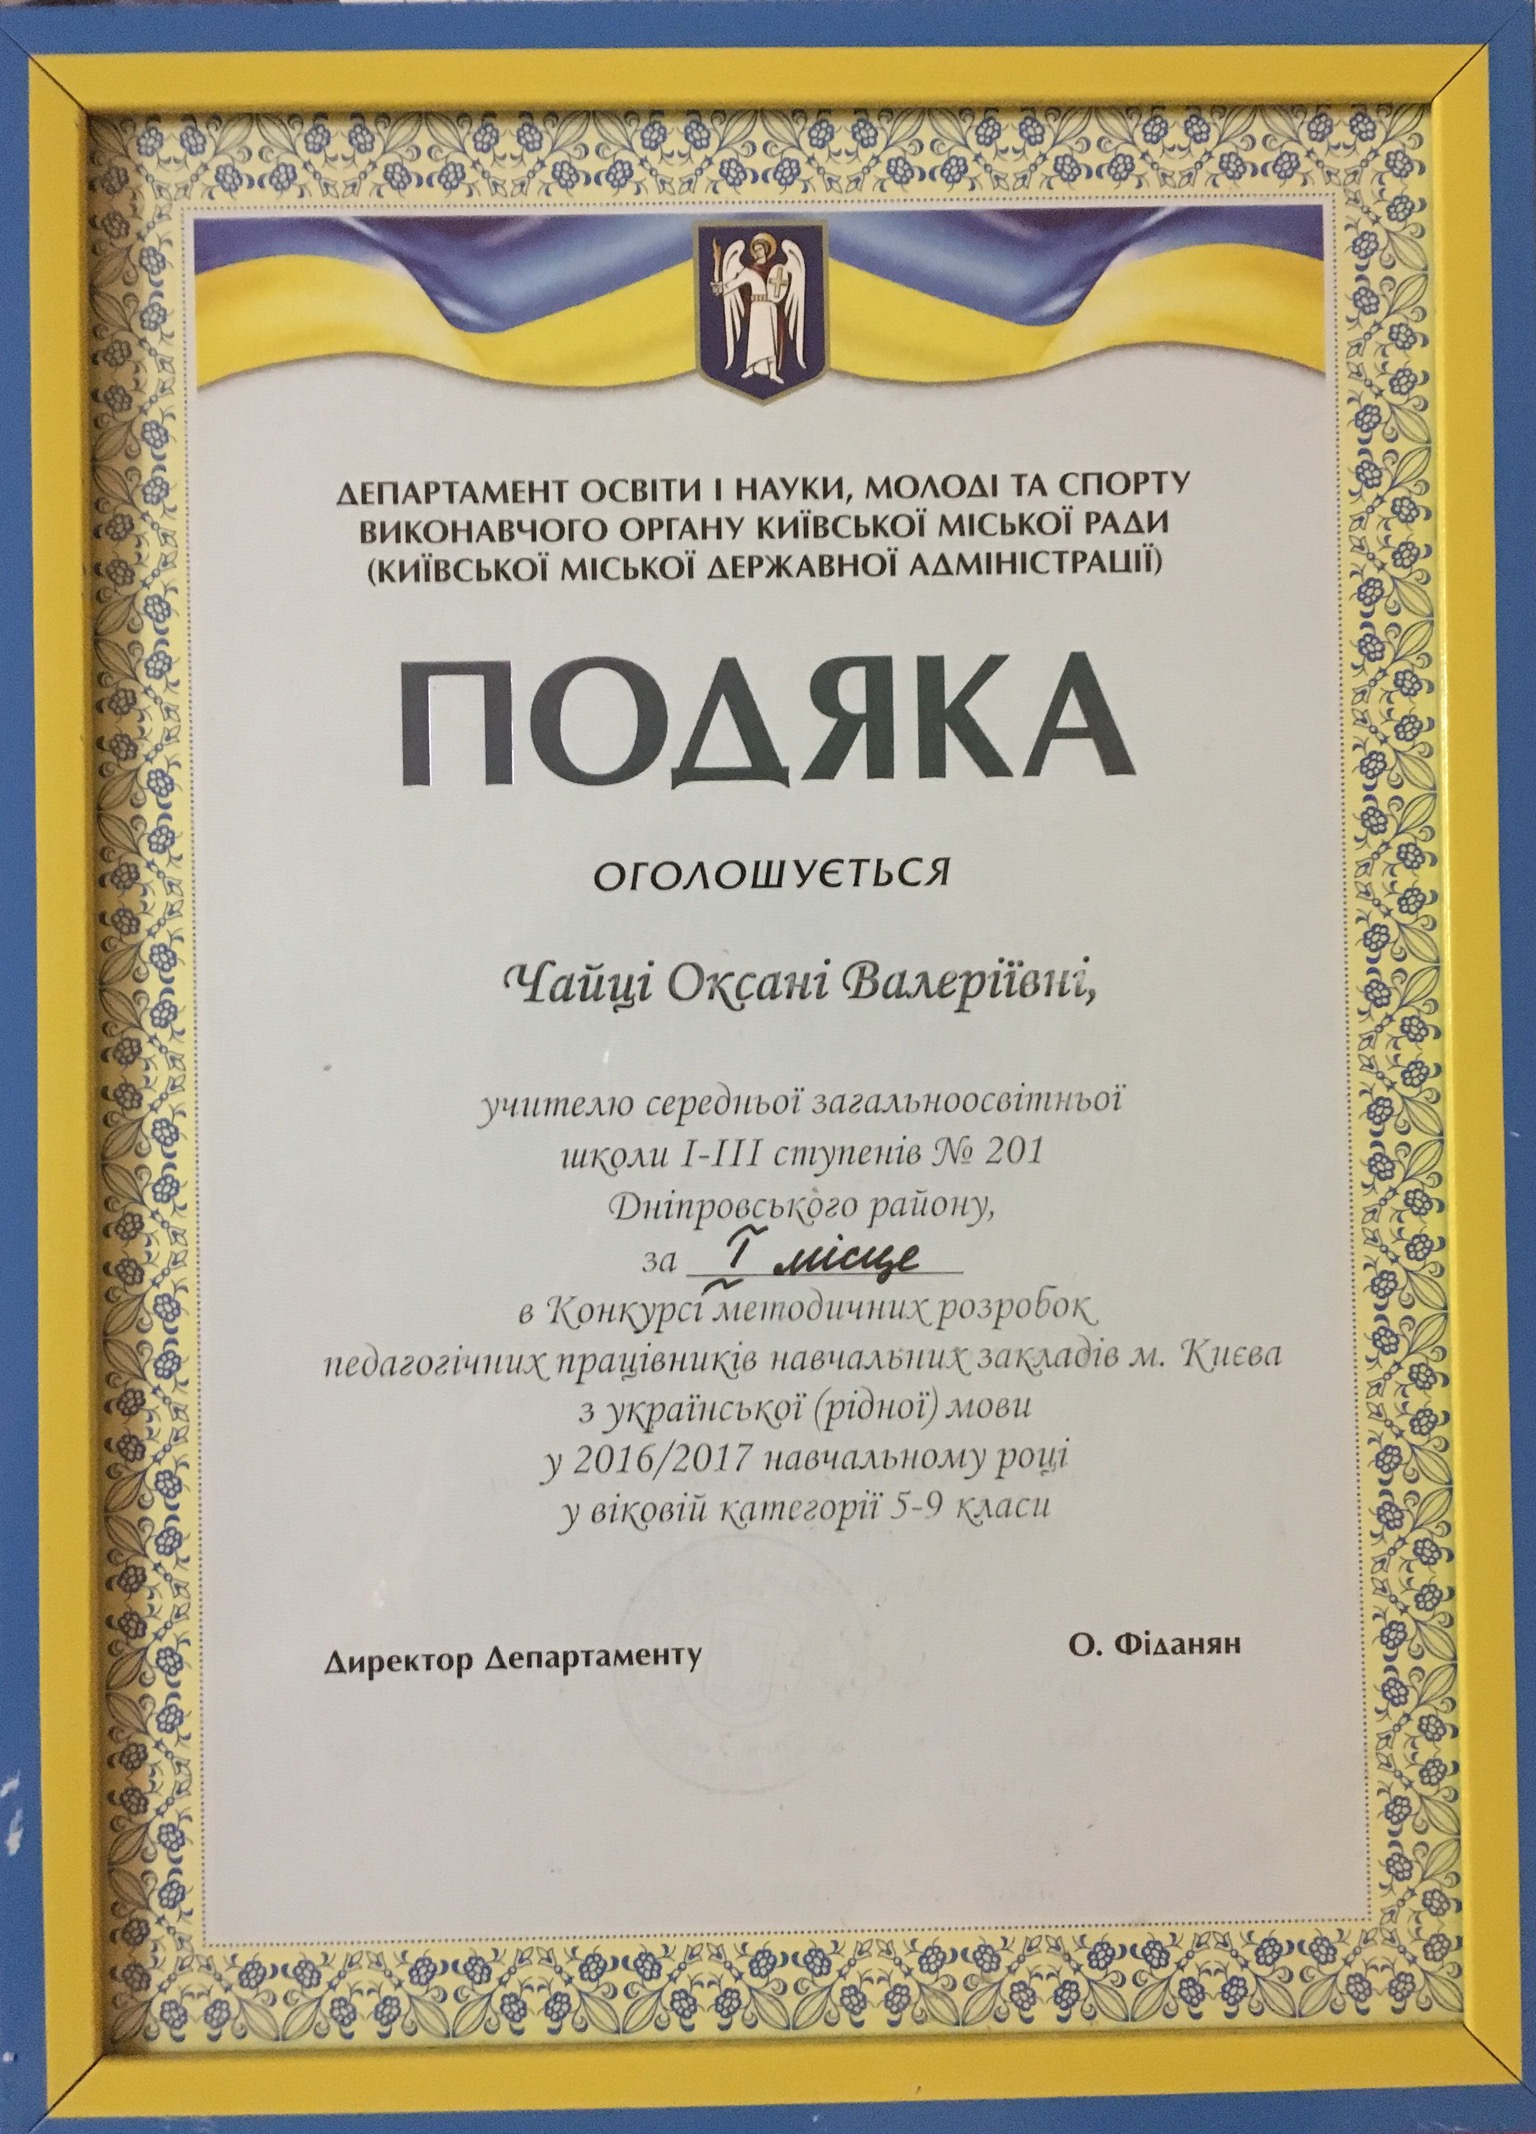 ДЕПАРТАМЕНТ ОСВІТИ І НАУКИ, МОЛОДІ ТА СПОРТУ
ВИКОНАВЧОГО ОРГАНУ КИЇВСЬКОЇ МІСЬКОЇ РАДИ
(КИЇВСЬКОЇ МІСЬКОЇ ДЕРЖАВНОЇ АДМІНІСТРАЦІЇ)
ПОДЯКА
ОГОЛОШУЄТЬСЯ
Чайці Оксані Валеріївні,
учителю середньої загальноосвітньої
школи І-ІІІ ступенів № 201
Дніпровського району,
за І місце
в Конкурсі методичних розробок
педагогічних працівників навчальних закладів м. Києва
з української (рідної) мови
у 2016/2017 навчальному році
у віковій категорії 5-9 класи
Директор Департаменту О. Фіданян